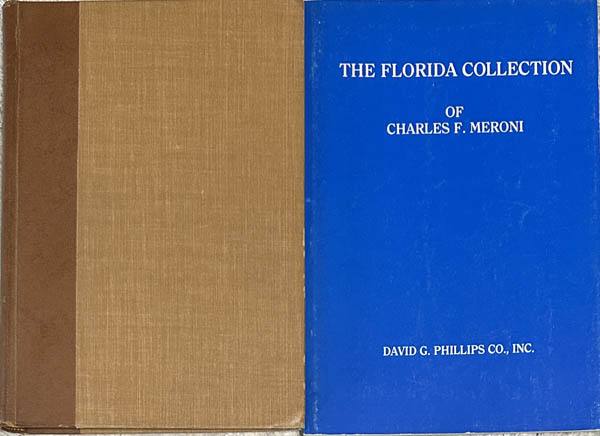 THE FLORIDA COLLECTION
OF
CHARLES F. MERONI
DAVID G. PHILLIPS CO., INC.